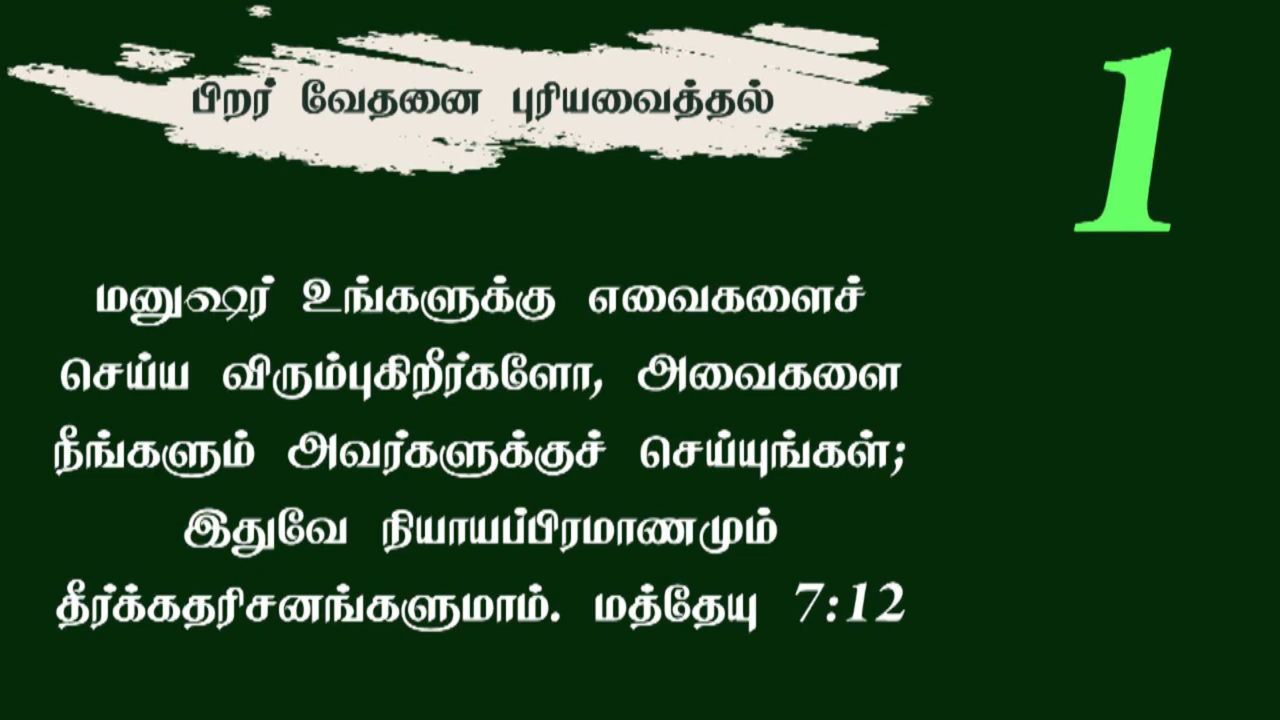 பிறர் வேதனை புரியவைத்தல்
1
மனுஷர் உங்களுக்கு எவைகளைச்
செய்ய விரும்புகிறீர்களோ, அவைகளை
நீங்களும் அவர்களுக்குச் செய்யுங்கள்;
இதுவே நியாயப்பிரமாணமும்
தீர்க்கதரிசனங்களுமாம். மத்தேயு 7:12